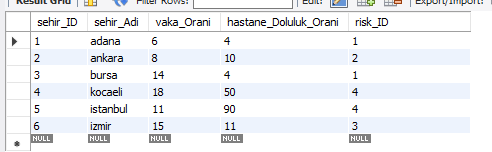 Result Grid Filter Rows: Edit: Export/Import:
sehir_ID sehir_Adi vaka_Orani hastane_Doluluk_Orani risk_ID
1 adana 6 4 1
2 ankara 8 10 2
3 bursa 14 4 1
4 kocaeli 18 50 4
5 istanbul 11 90 4
6 izmir 15 11 3
NULL NULL NULL NULL NULL